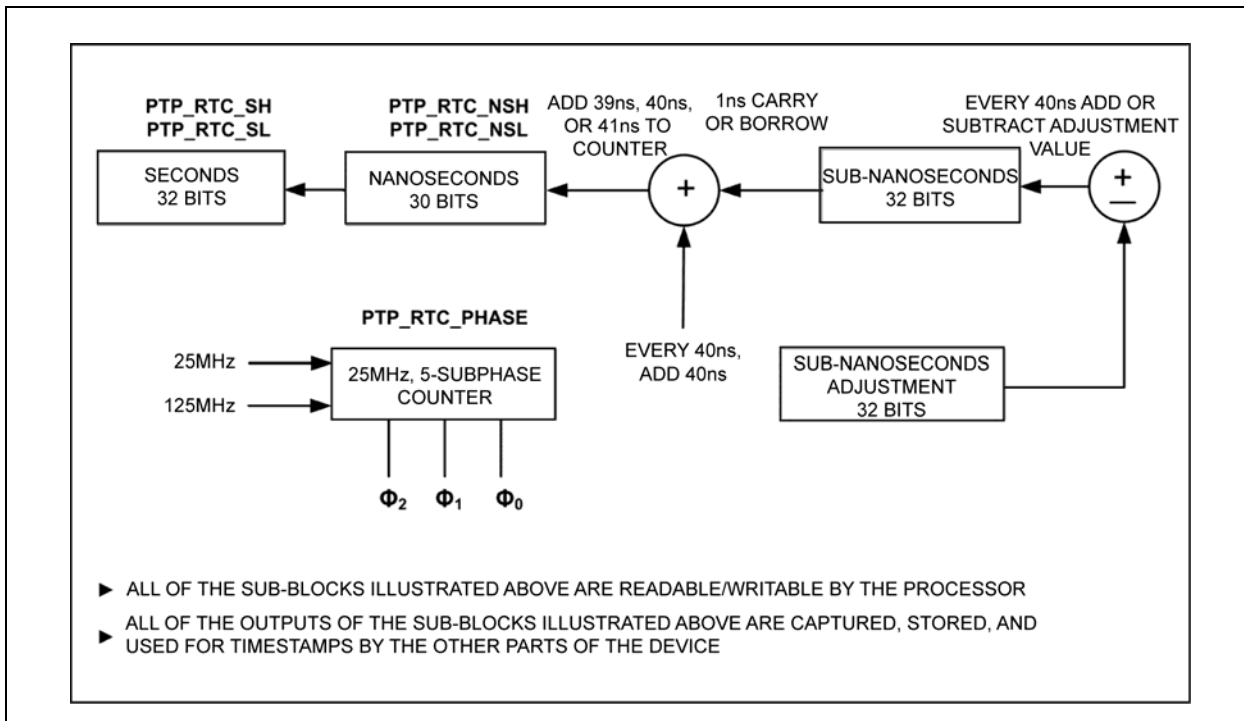 PTP_RTC_SH
PTP_RTC_SL
SECONDS
32 BITS
PTP_RTC_NSH
PTP_RTC_NSL
NANOSECONDS
30 BITS
ADD 39ns, 40ns,
OR 41ns TO
COUNTER
+
1ns CARRY
OR BORROW
SUB-NANOSECONDS
32 BITS
EVERY 40ns ADD OR
SUBTRACT ADJUSTMENT
VALUE
+
—
PTP_RTC_PHASE
25MHz
125MHz
25MHz, 5-SUBPHASE
COUNTER
Φ2
Φ1
Φ0
EVERY 40ns,
ADD 40ns
SUB-NANOSECONDS
ADJUSTMENT
32 BITS
► ALL OF THE SUB-BLOCKS ILLUSTRATED ABOVE ARE READABLE/WRITABLE BY THE PROCESSOR
► ALL OF THE OUTPUTS OF THE SUB-BLOCKS ILLUSTRATED ABOVE ARE CAPTURED, STORED, AND
USED FOR TIMESTAMPS BY THE OTHER PARTS OF THE DEVICE